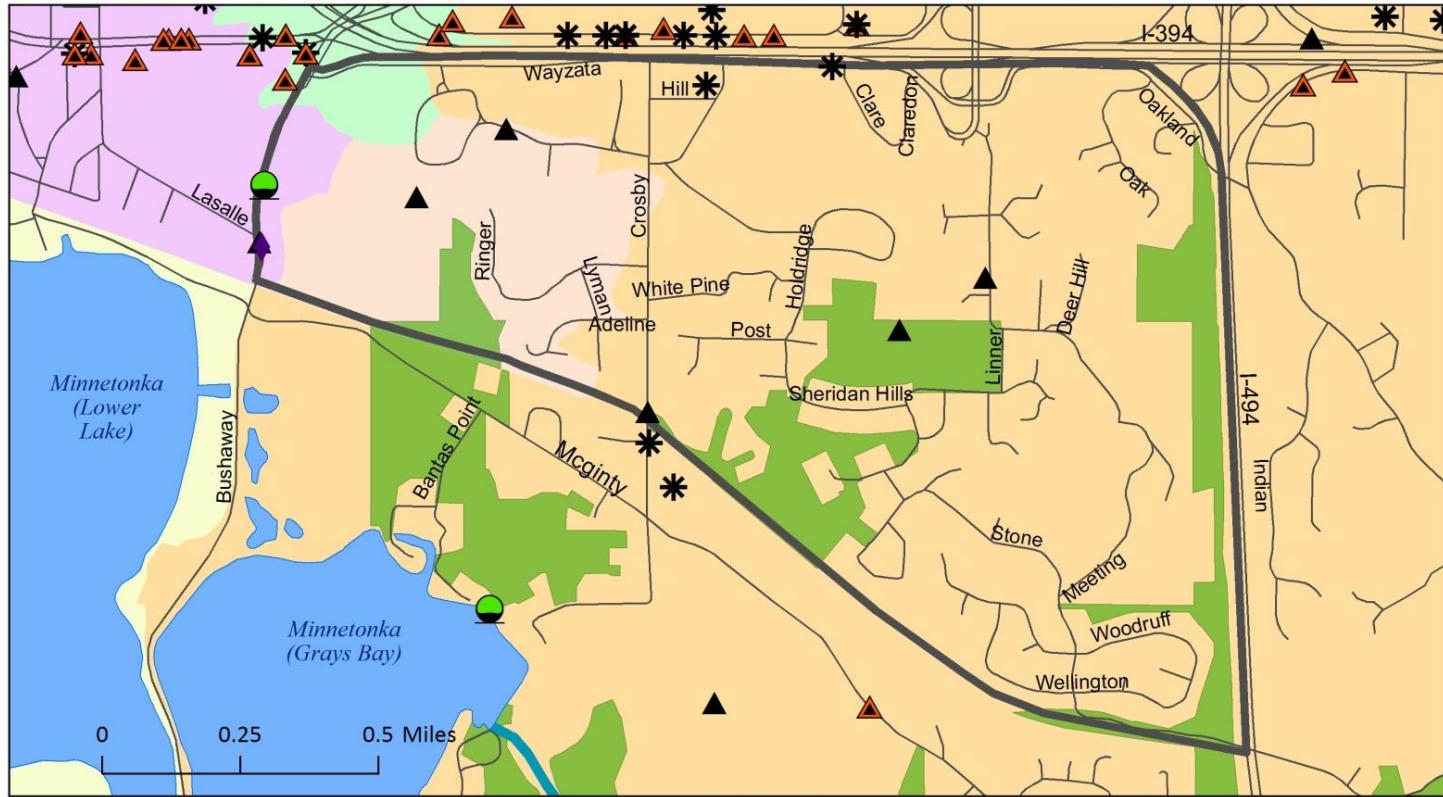 I-394
Wayzata
Hill
Clare
Claredon
Oakland
Oak
Lasalle
Crosby
Ringer
Lyman
White Pine
Holdridge
Deer Hill
Adeline
Post
Linner
Sheridan Hills
I-494
Minnetonka
(Lower
Lake)
Bushaway
Bantas Point
Mcginty
Indian
Stone
Meeting
Minnetonka
(Grays Bay)
Woodruff
Wellington
0 0.25 0.5 Miles